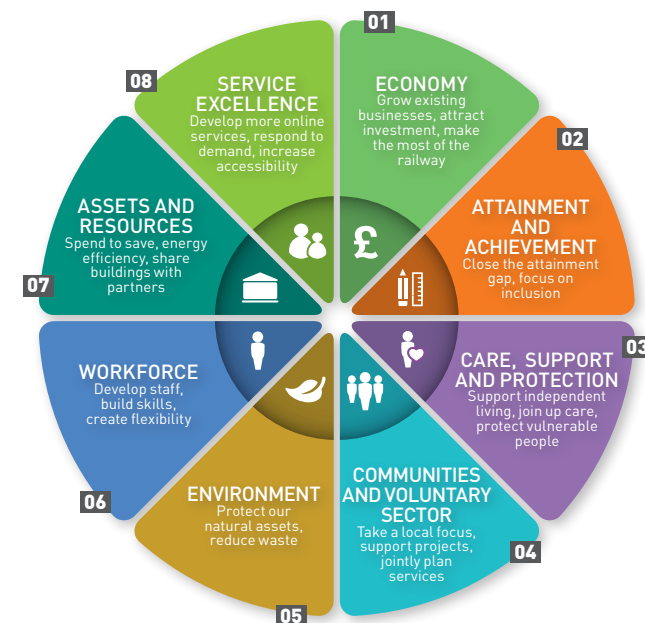 01
ECONOMY
Grow existing
businesses, attract
investment, make
the most of the
railway
£
02
ATTAINMENT
AND
ACHIEVEMENT
Close the attainment
gap, focus on
inclusion
03
CARE, SUPPORT
AND PROTECTION
Support independent
living, join up care,
protect vulnerable
people
04
COMMUNITIES
AND VOLUNTARY
SECTOR
Take a local focus,
support projects,
jointly plan
services
05
ENVIRONMENT
Protect our
natural assets,
reduce waste
06
WORKFORCE
Develop staff,
build skills,
create flexibility
07
ASSETS AND
RESOURCES
Spend to save, energy
efficiency, share
buildings with
partners
08
SERVICE
EXCELLENCE
Develop more online
services, respond to
demand, increase
accessibility